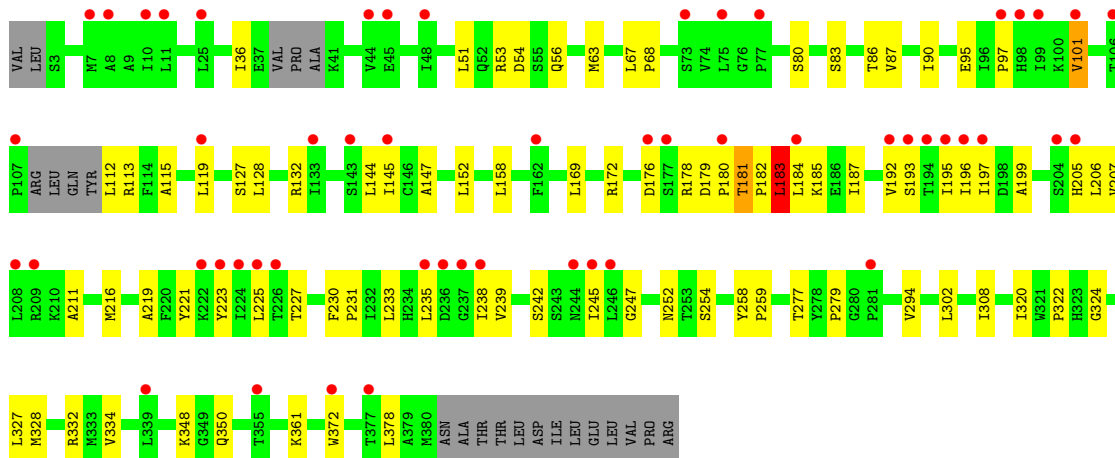 VAL LEU S3 M7 A8 A9 I10 L11 L25 I36 E37 VAL PRO ALA K41 V44 E45 I48 L51 Q52 R53 D54 S55 Q56 M63 L67 P68 S73 V74 L75 G76 P77 S80 S83 T86 V87 I90 E95 I96 P97 H98 I99 K100 V101 T106
P107 ARG LEU GLN TYR L112 R113 F114 A115 L119 S127 L128 R132 I133 S143 L144 I145 C146 A147 L152 L158 F162 L169 R172 D176 S177 R178 D179 P180 T181 P182 L183 L184 K185 E186 I187 V192 S193 T194 I195 I196 I197 D198 A199 S204 H205 L206 V207
L208 R209 K210 A211 M216 A219 F220 Y221 K222 Y223 I224 L225 T226 T227 F230 P231 I232 L233 H234 L235 D236 G237 I238 V239 S242 S243 N244 I245 L246 G247 N252 T253 S254 Y258 P259 T277 Y278 P279 G280 P281 V294 L302 I308 I320 W321 P322 H323 G324
L327 M328 R332 M333 V334 L339 K348 G349 Q350 T355 K361 W372 T377 L378 A379 M380 ASN ALA THR THR LEU ASP ILE LEU GLU LEU VAL PRO ARG